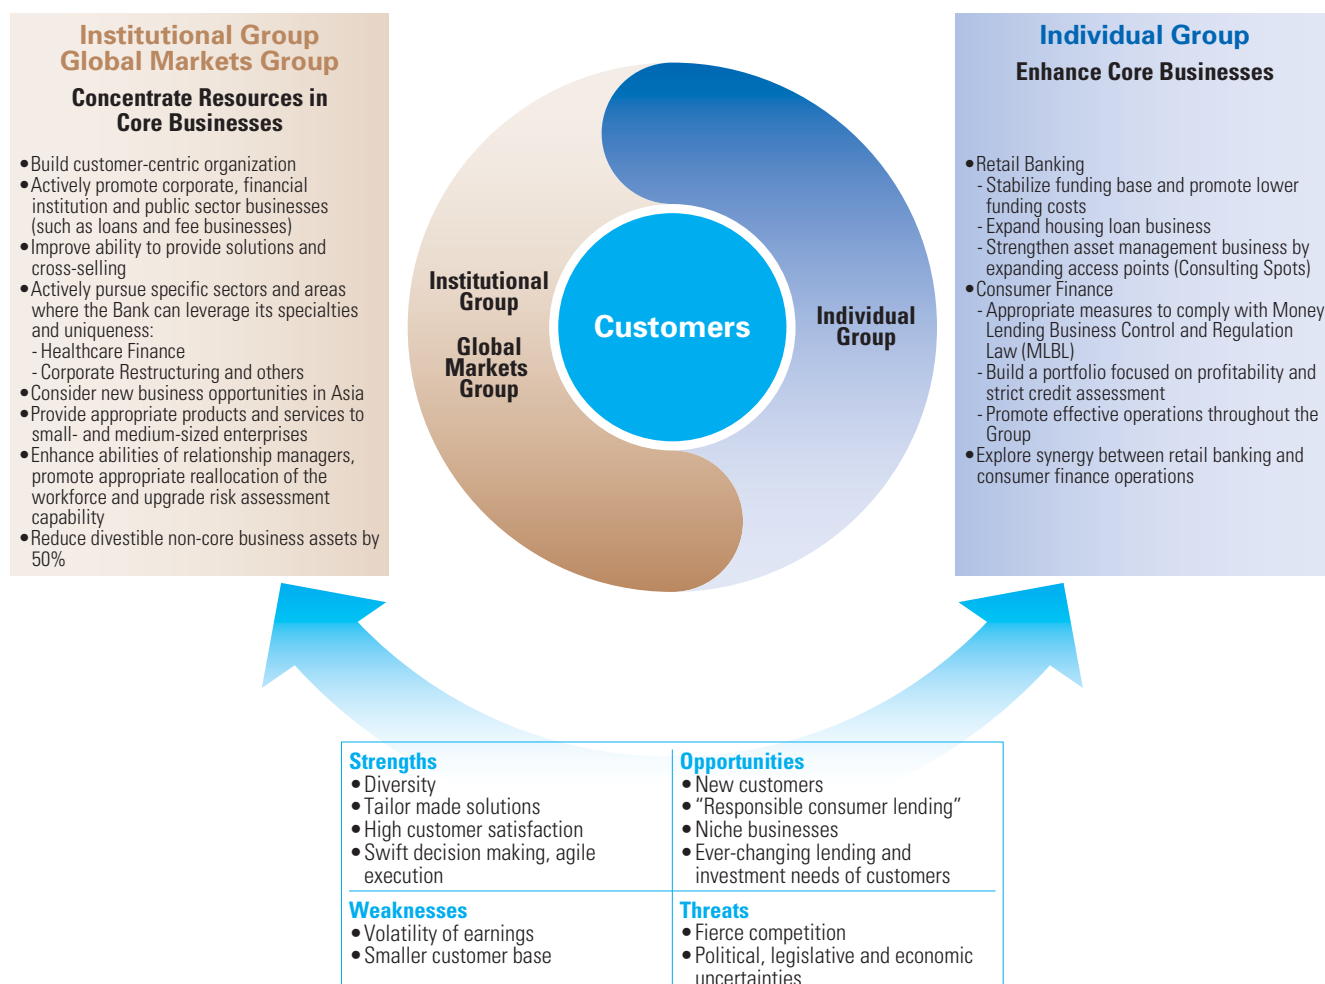 Institutional Group
Global Markets Group
Concentrate Resources in
Core Businesses
•Build customer-centric organization
•Actively promote corporate, financial
institution and public sector businesses
(such as loans and fee businesses)
•Improve ability to provide solutions and
cross-selling
•Actively pursue specific sectors and areas
where the Bank can leverage its specialties
and uniqueness:
- Healthcare Finance
- Corporate Restructuring and others
•Consider new business opportunities in Asia
•Provide appropriate products and services to
small- and medium-sized enterprises
•Enhance abilities of relationship managers,
promote appropriate reallocation of the
workforce and upgrade risk assessment
capability
•Reduce divestible non-core business assets by
50%
Institutional
Group
Global
Markets
Group
Customers
Individual
Group
Individual Group
Enhance Core Businesses
•Retail Banking
- Stabilize funding base and promote lower
funding costs
- Expand housing loan business
- Strengthen asset management business by
expanding access points (Consulting Spots)
•Consumer Finance
- Appropriate measures to comply with Money
Lending Business Control and Regulation
Law (MLBL)
- Build a portfolio focused on profitability and
strict credit assessment
- Promote effective operations throughout the
Group
•Explore synergy between retail banking and
consumer finance operations
Strengths
•Diversity
•Tailor made solutions
•High customer satisfaction
•Swift decision making, agile
execution
Opportunities
•New customers
•“Responsible consumer lending”
•Niche businesses
•Ever-changing lending and
investment needs of customers
Weaknesses
•Volatility of earnings
•Smaller customer base
Threats
•Fierce competition
•Political, legislative and economic
uncertainties